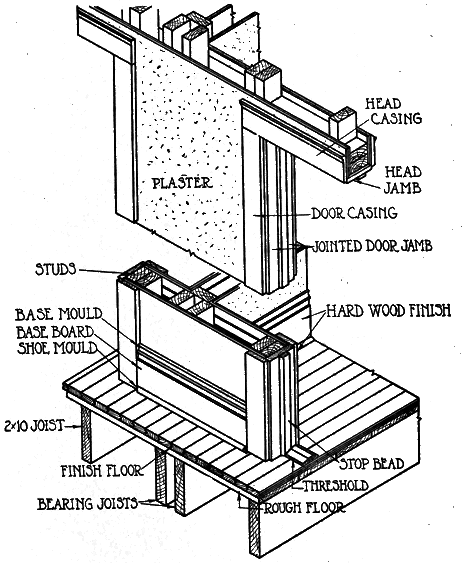 HEAD
CASING
HEAD
JAMB
PLASTER
DOOR CASING
JOINTED DOOR JAMB
STUDS
BASE MOULD
BASE BOARD
SHOE MOULD
HARD WOOD FINISH
2×10 JOIST
FINISH FLOOR
STOP BEAD
THRESHOLD
BEARING JOISTS
ROUGH FLOOR